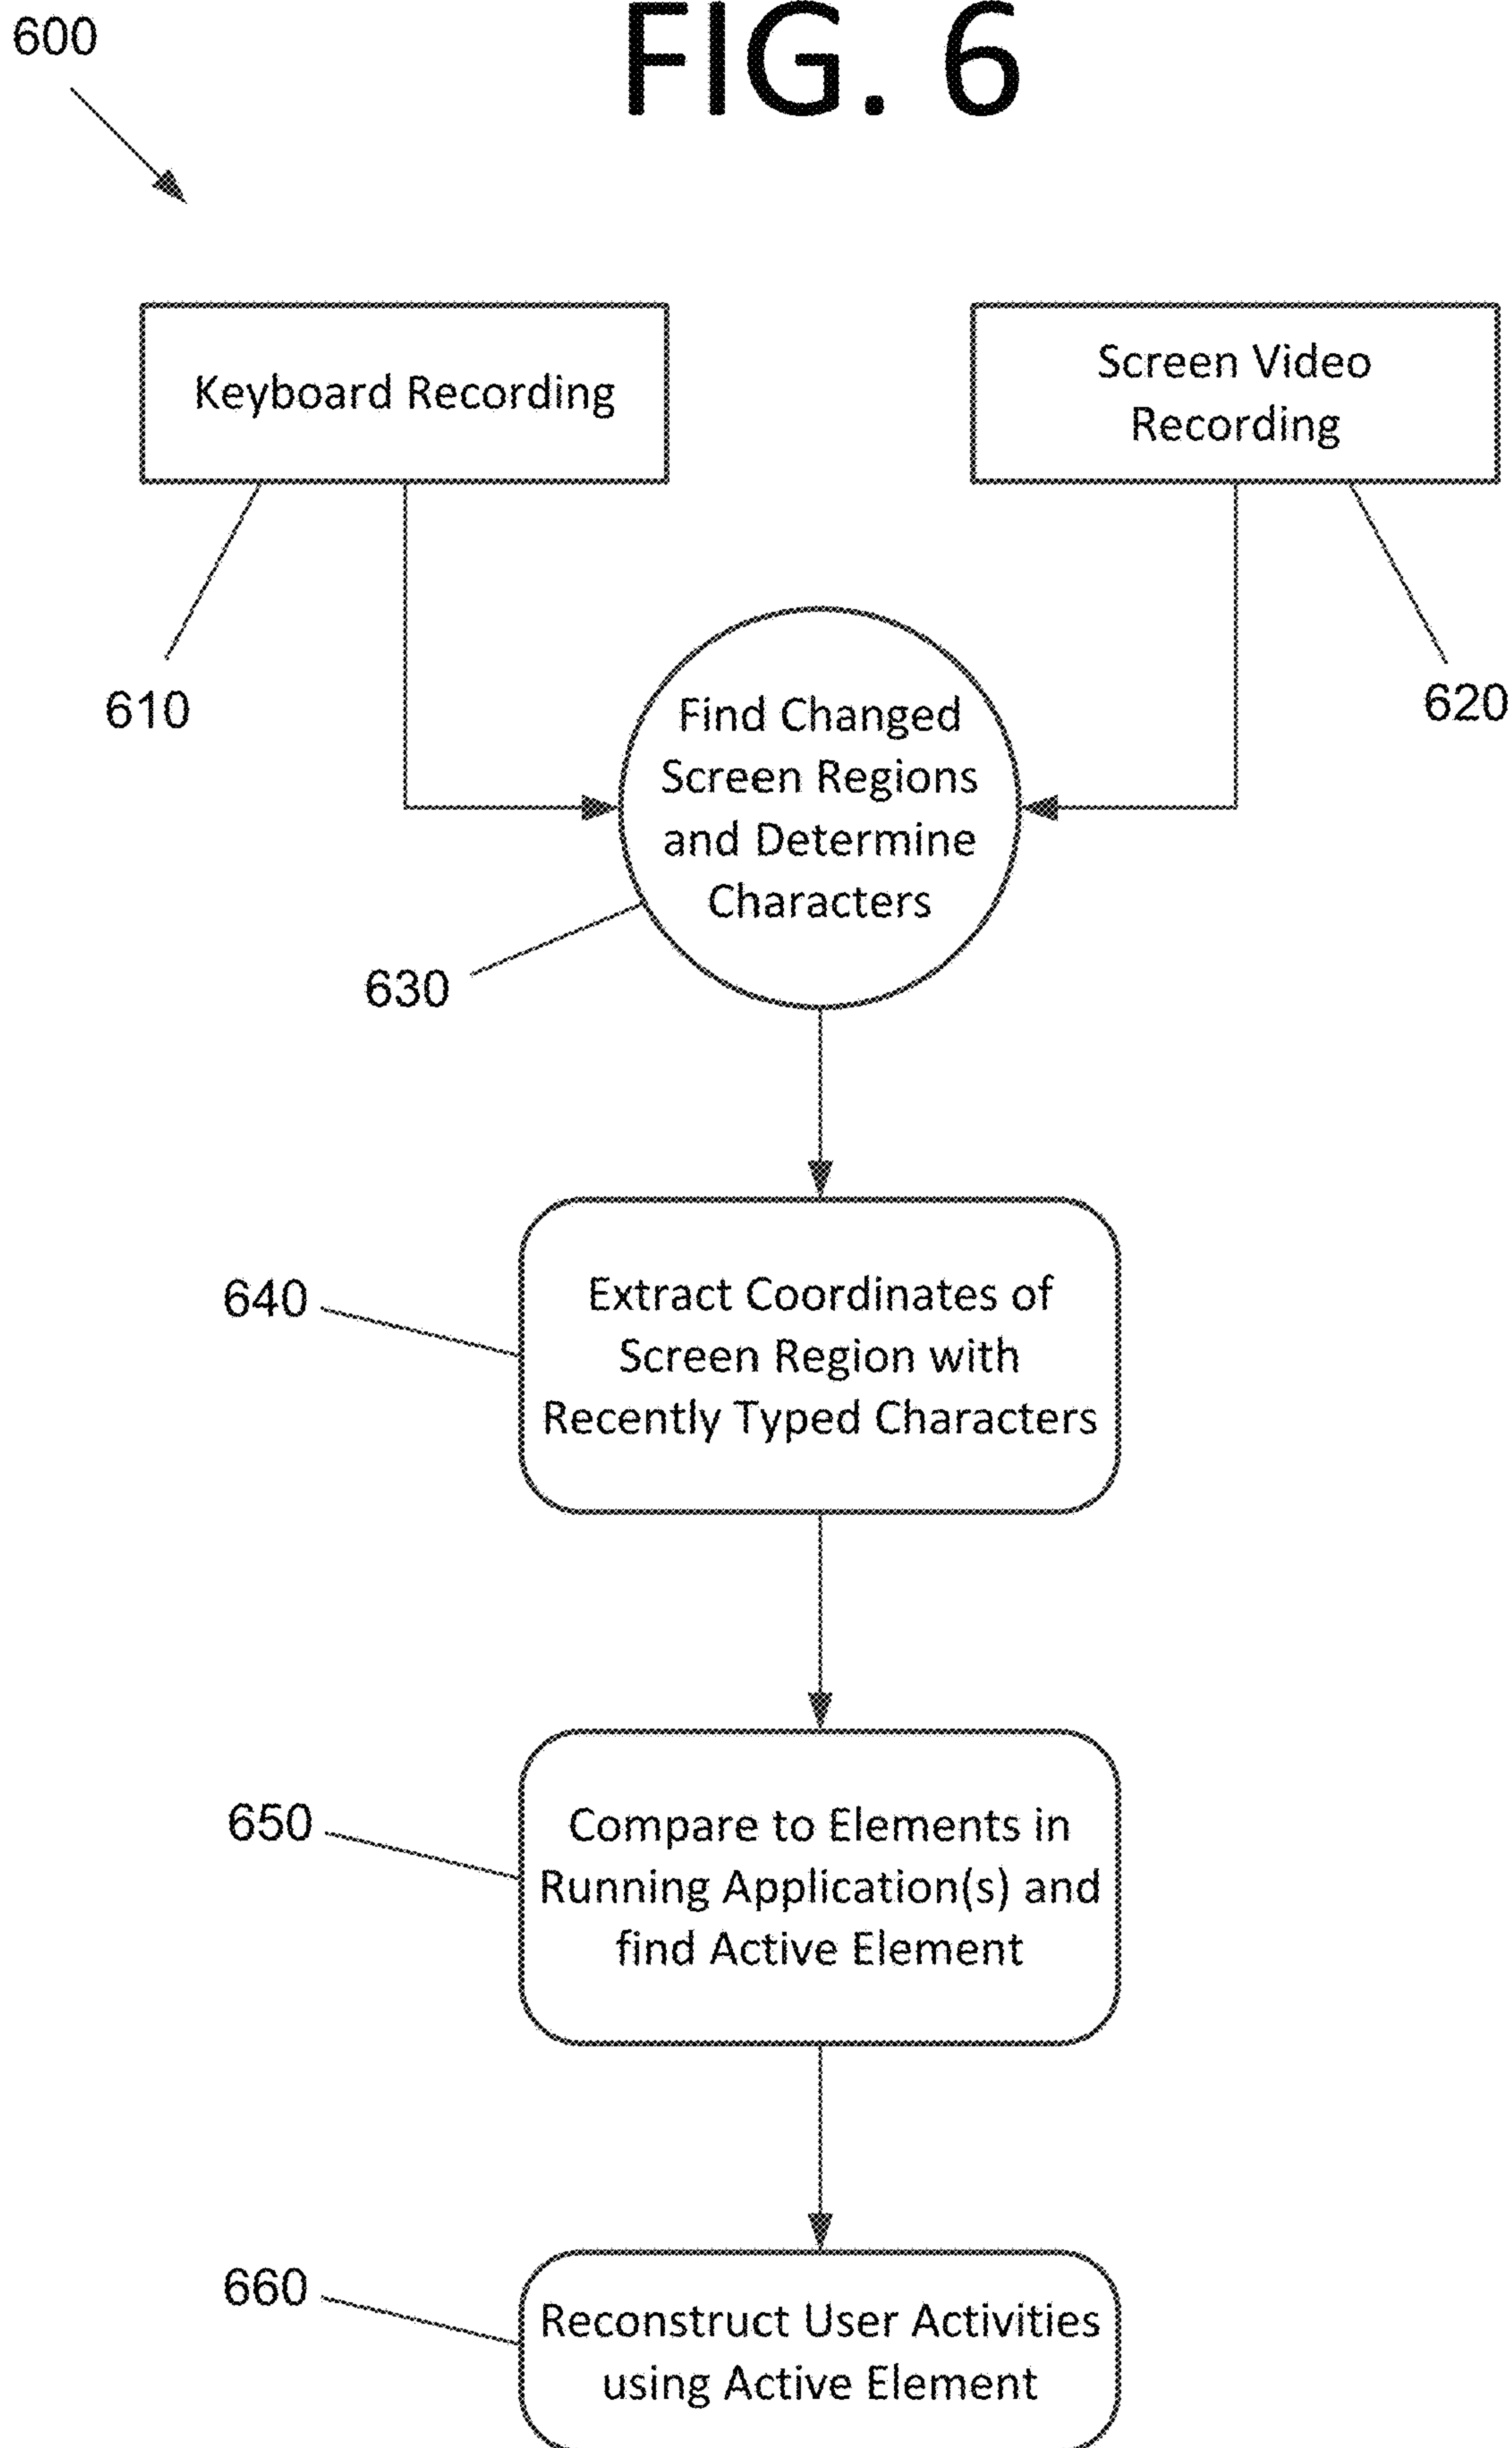 600
FIG. 6
Keyboard Recording
Screen Video
Recording
610
620
Find Changed
Screen Regions
and Determine
Characters
630
640
Extract Coordinates of
Screen Region with
Recently Typed Characters
650
Compare to Elements in
Running Application(s) and
find Active Element
660
Reconstruct User Activities
using Active Element